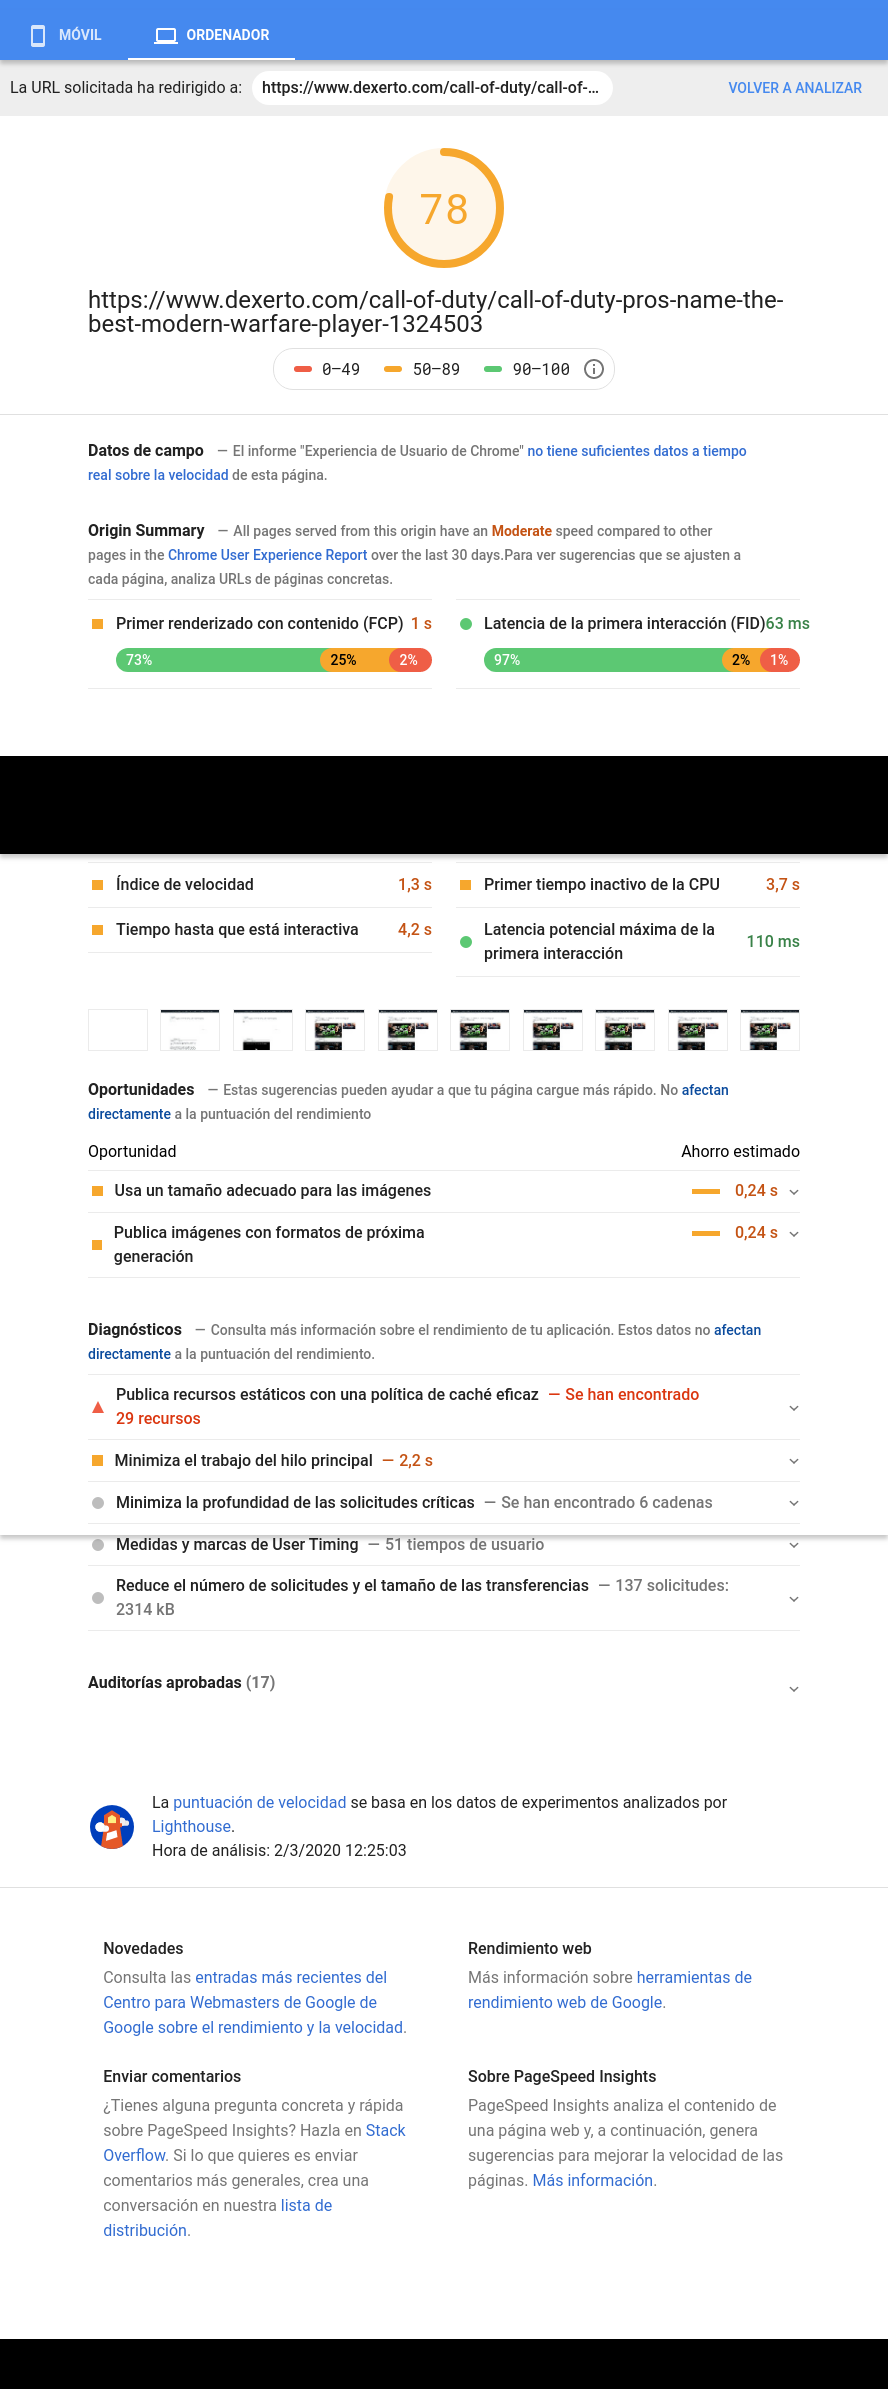 MÓVIL
ORDENADOR
La URL solicitada ha redirigido a:
https://www.dexerto.com/call-of-duty/call-of-...
VOLVER A ANALIZAR
78
https://www.dexerto.com/call-of-duty/call-of-duty-pros-name-the-
best-modern-warfare-player-1324503
0–49
50–89
90–100
Datos de campo — El informe "Experiencia de Usuario de Chrome" no tiene suficientes datos a tiempo
real sobre la velocidad de esta página.
Origin Summary — All pages served from this origin have an Moderate speed compared to other
pages in the Chrome User Experience Report over the last 30 days.Para ver sugerencias que se ajusten a
cada página, analiza URLs de páginas concretas.
Primer renderizado con contenido (FCP) 1 s
73% 25% 2%
Latencia de la primera interacción (FID)63 ms
97% 2% 1%
Índice de velocidad 1,3 s
Primer tiempo inactivo de la CPU 3,7 s
Tiempo hasta que está interactiva 4,2 s
Latencia potencial máxima de la
primera interacción
110 ms
Oportunidades — Estas sugerencias pueden ayudar a que tu página cargue más rápido. No afectan
directamente a la puntuación del rendimiento
Oportunidad
Ahorro estimado
Usa un tamaño adecuado para las imágenes 0,24 s
Publica imágenes con formatos de próxima
generación
0,24 s
Diagnósticos — Consulta más información sobre el rendimiento de tu aplicación. Estos datos no afectan
directamente a la puntuación del rendimiento.
Publica recursos estáticos con una política de caché eficaz — Se han encontrado
29 recursos
Minimiza el trabajo del hilo principal — 2,2 s
Minimiza la profundidad de las solicitudes críticas — Se han encontrado 6 cadenas
Medidas y marcas de User Timing — 51 tiempos de usuario
Reduce el número de solicitudes y el tamaño de las transferencias — 137 solicitudes:
2314 kB
Auditorías aprobadas (17)
La puntuación de velocidad se basa en los datos de experimentos analizados por
Lighthouse.
Hora de análisis: 2/3/2020 12:25:03
Novedades
Consulta las entradas más recientes del
Centro para Webmasters de Google de
Google sobre el rendimiento y la velocidad.
Rendimiento web
Más información sobre herramientas de
rendimiento web de Google.
Enviar comentarios
¿Tienes alguna pregunta concreta y rápida
sobre PageSpeed Insights? Hazla en Stack
Overflow. Si lo que quieres es enviar
comentarios más generales, crea una
conversación en nuestra lista de
distribución.
Sobre PageSpeed Insights
PageSpeed Insights analiza el contenido de
una página web y, a continuación, genera
sugerencias para mejorar la velocidad de las
páginas. Más información.